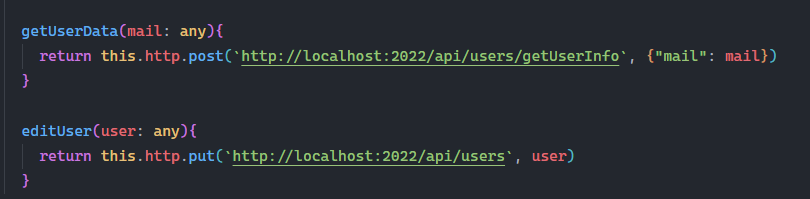 getUserData(mail: any){
return this.http.post(`http://localhost:2022/api/users/getUserInfo`, {"mail": mail})
}
editUser(user: any){
return this.http.put(`http://localhost:2022/api/users`, user)
}